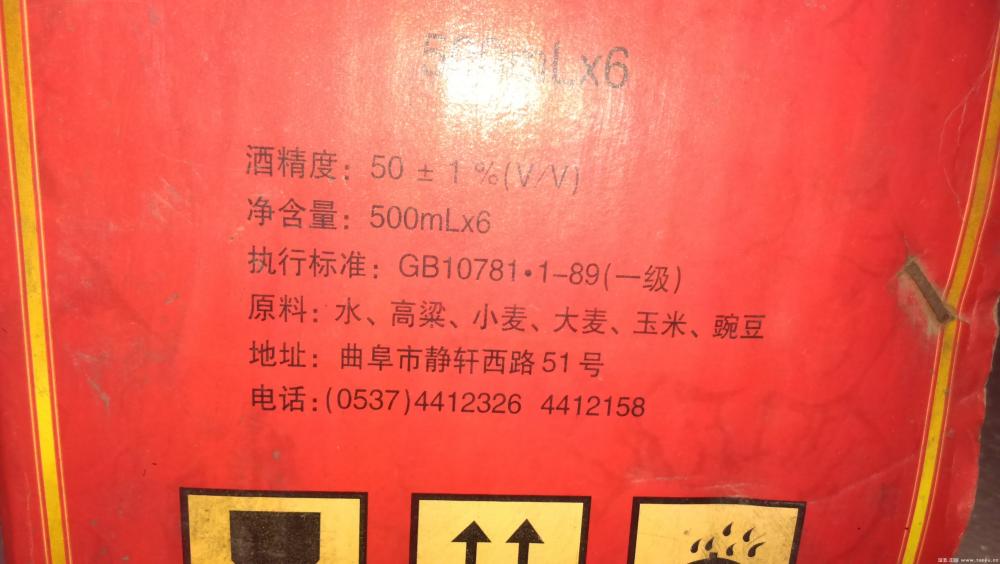 500mLx6
酒精度：50 ± 1 %(V/V)
净含量：500mLx6
执行标准：GB10781·1-89(一级)
原料：水、高粱、小麦、大麦、玉米、豌豆
地址：曲阜市静轩西路51号
电话：(0537)4412326 4412158